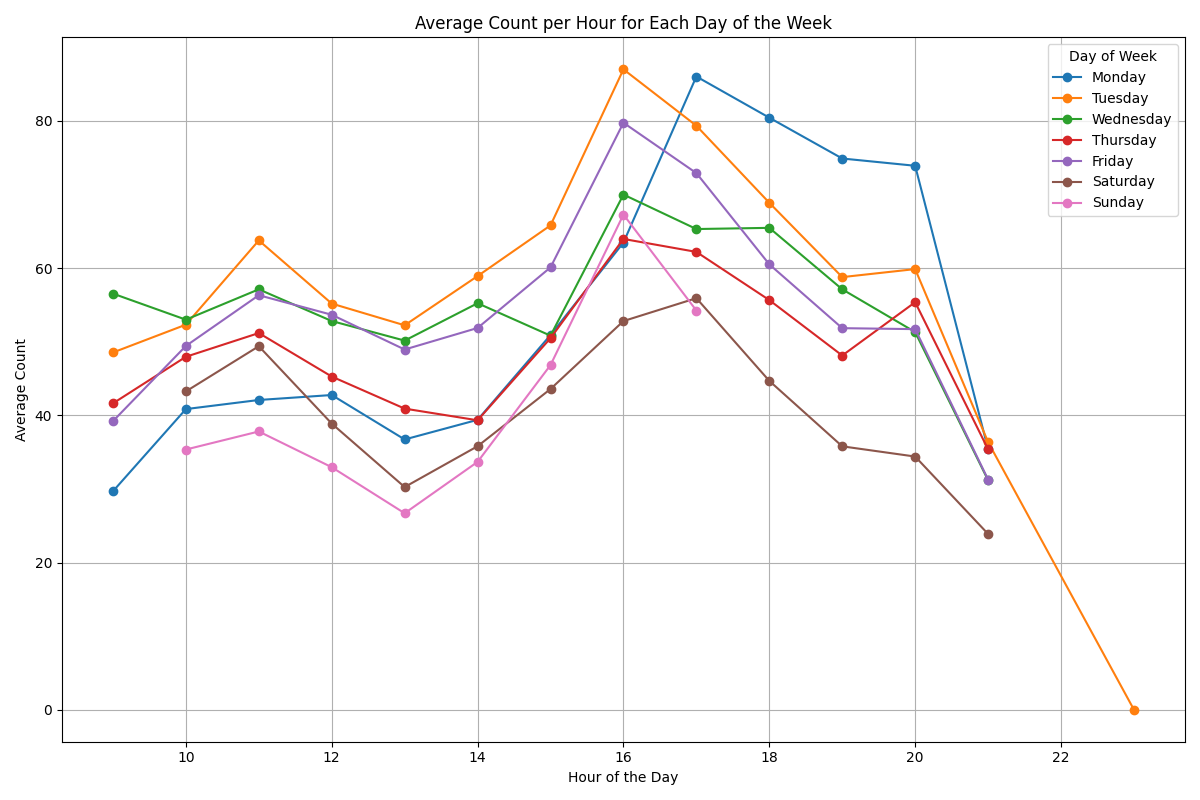 Average Count per Hour for Each Day of the Week
Day of Week
Monday
Tuesday
Wednesday
Thursday
Friday
Saturday
Sunday
Average Count
80
60
40
20
0
10 12 14 16 18 20 22
Hour of the Day